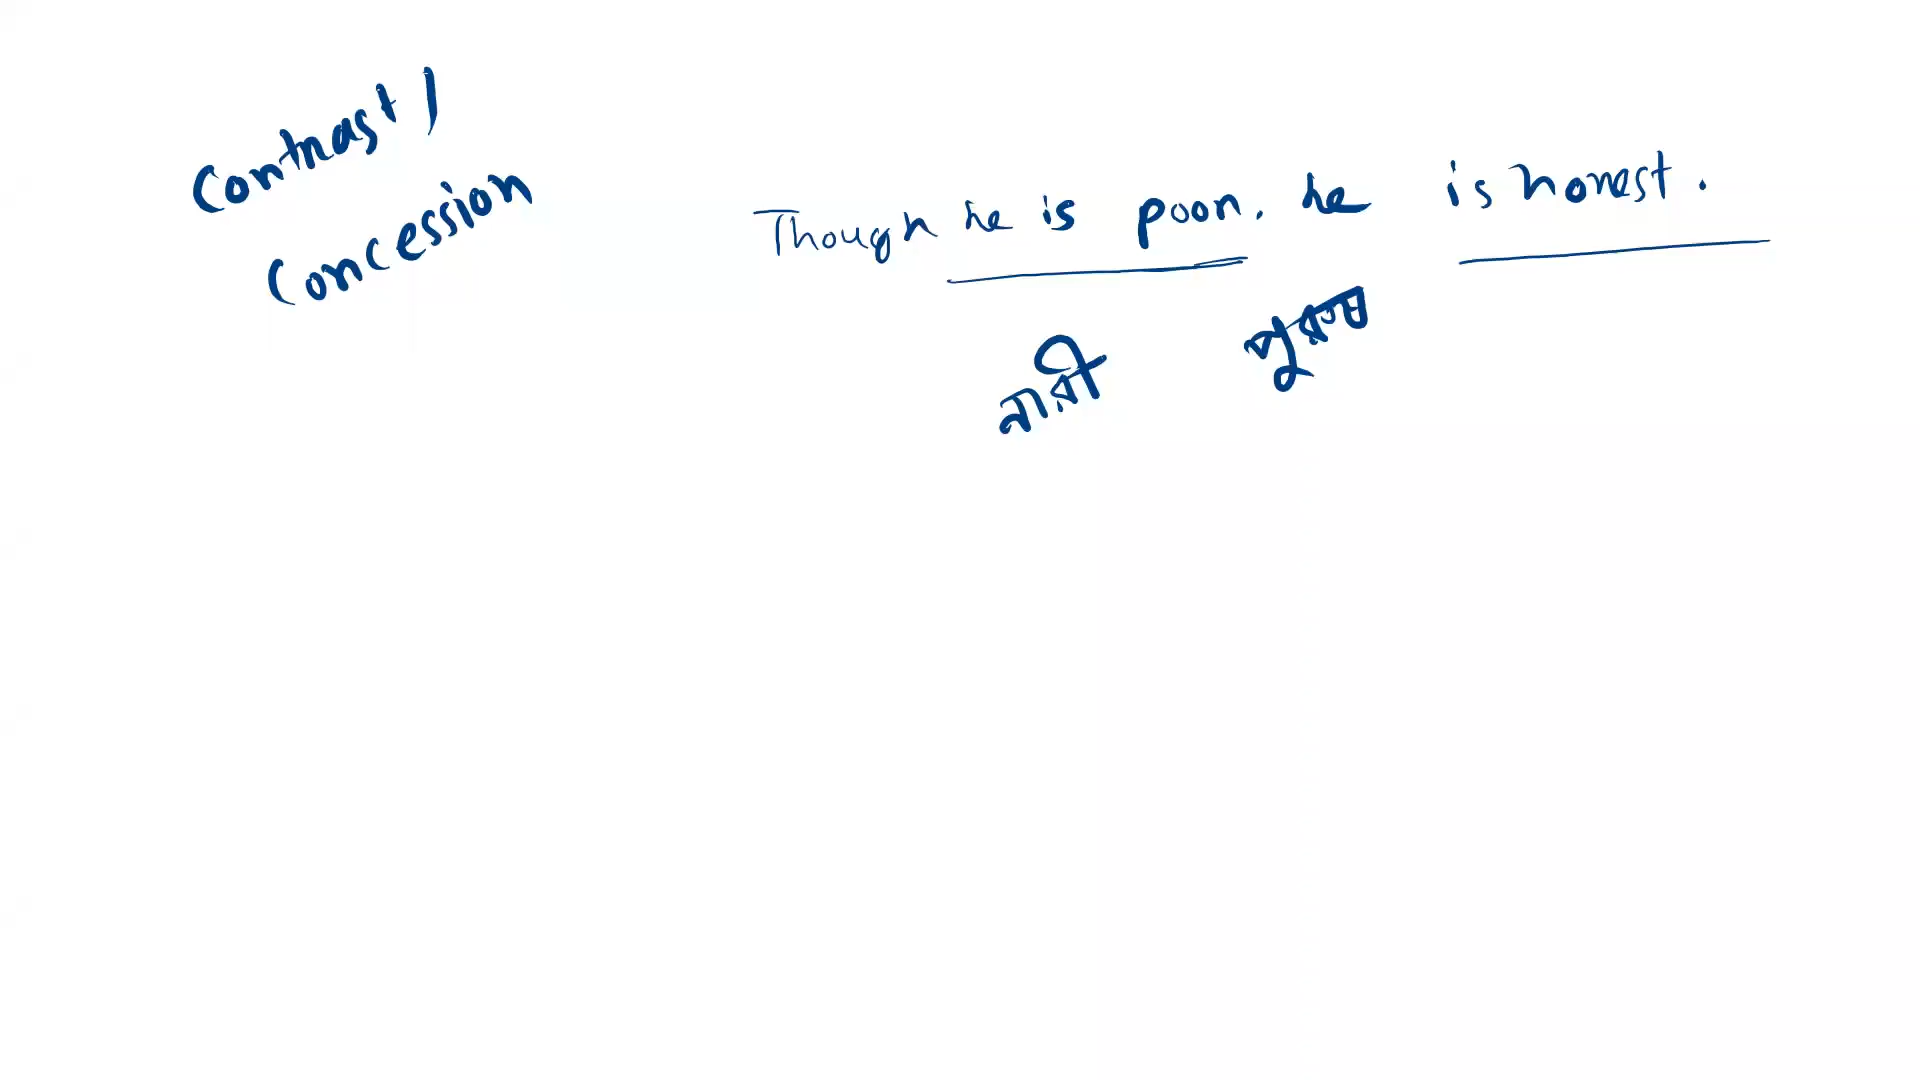 Contrast /
Concession
Though he is poor, he is honest.
নারী পুরুষ